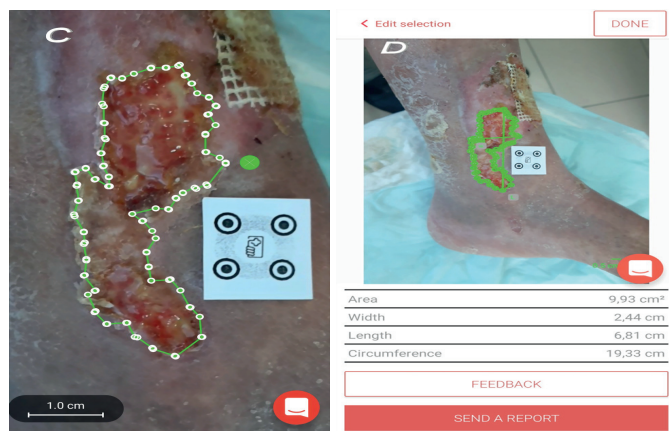 C
1.0 cm
< Edit selection
DONE
D
Area 9,93 cm²
Width 2,44 cm
Length 6,81 cm
Circumference 19,33 cm
FEEDBACK
SEND A REPORT